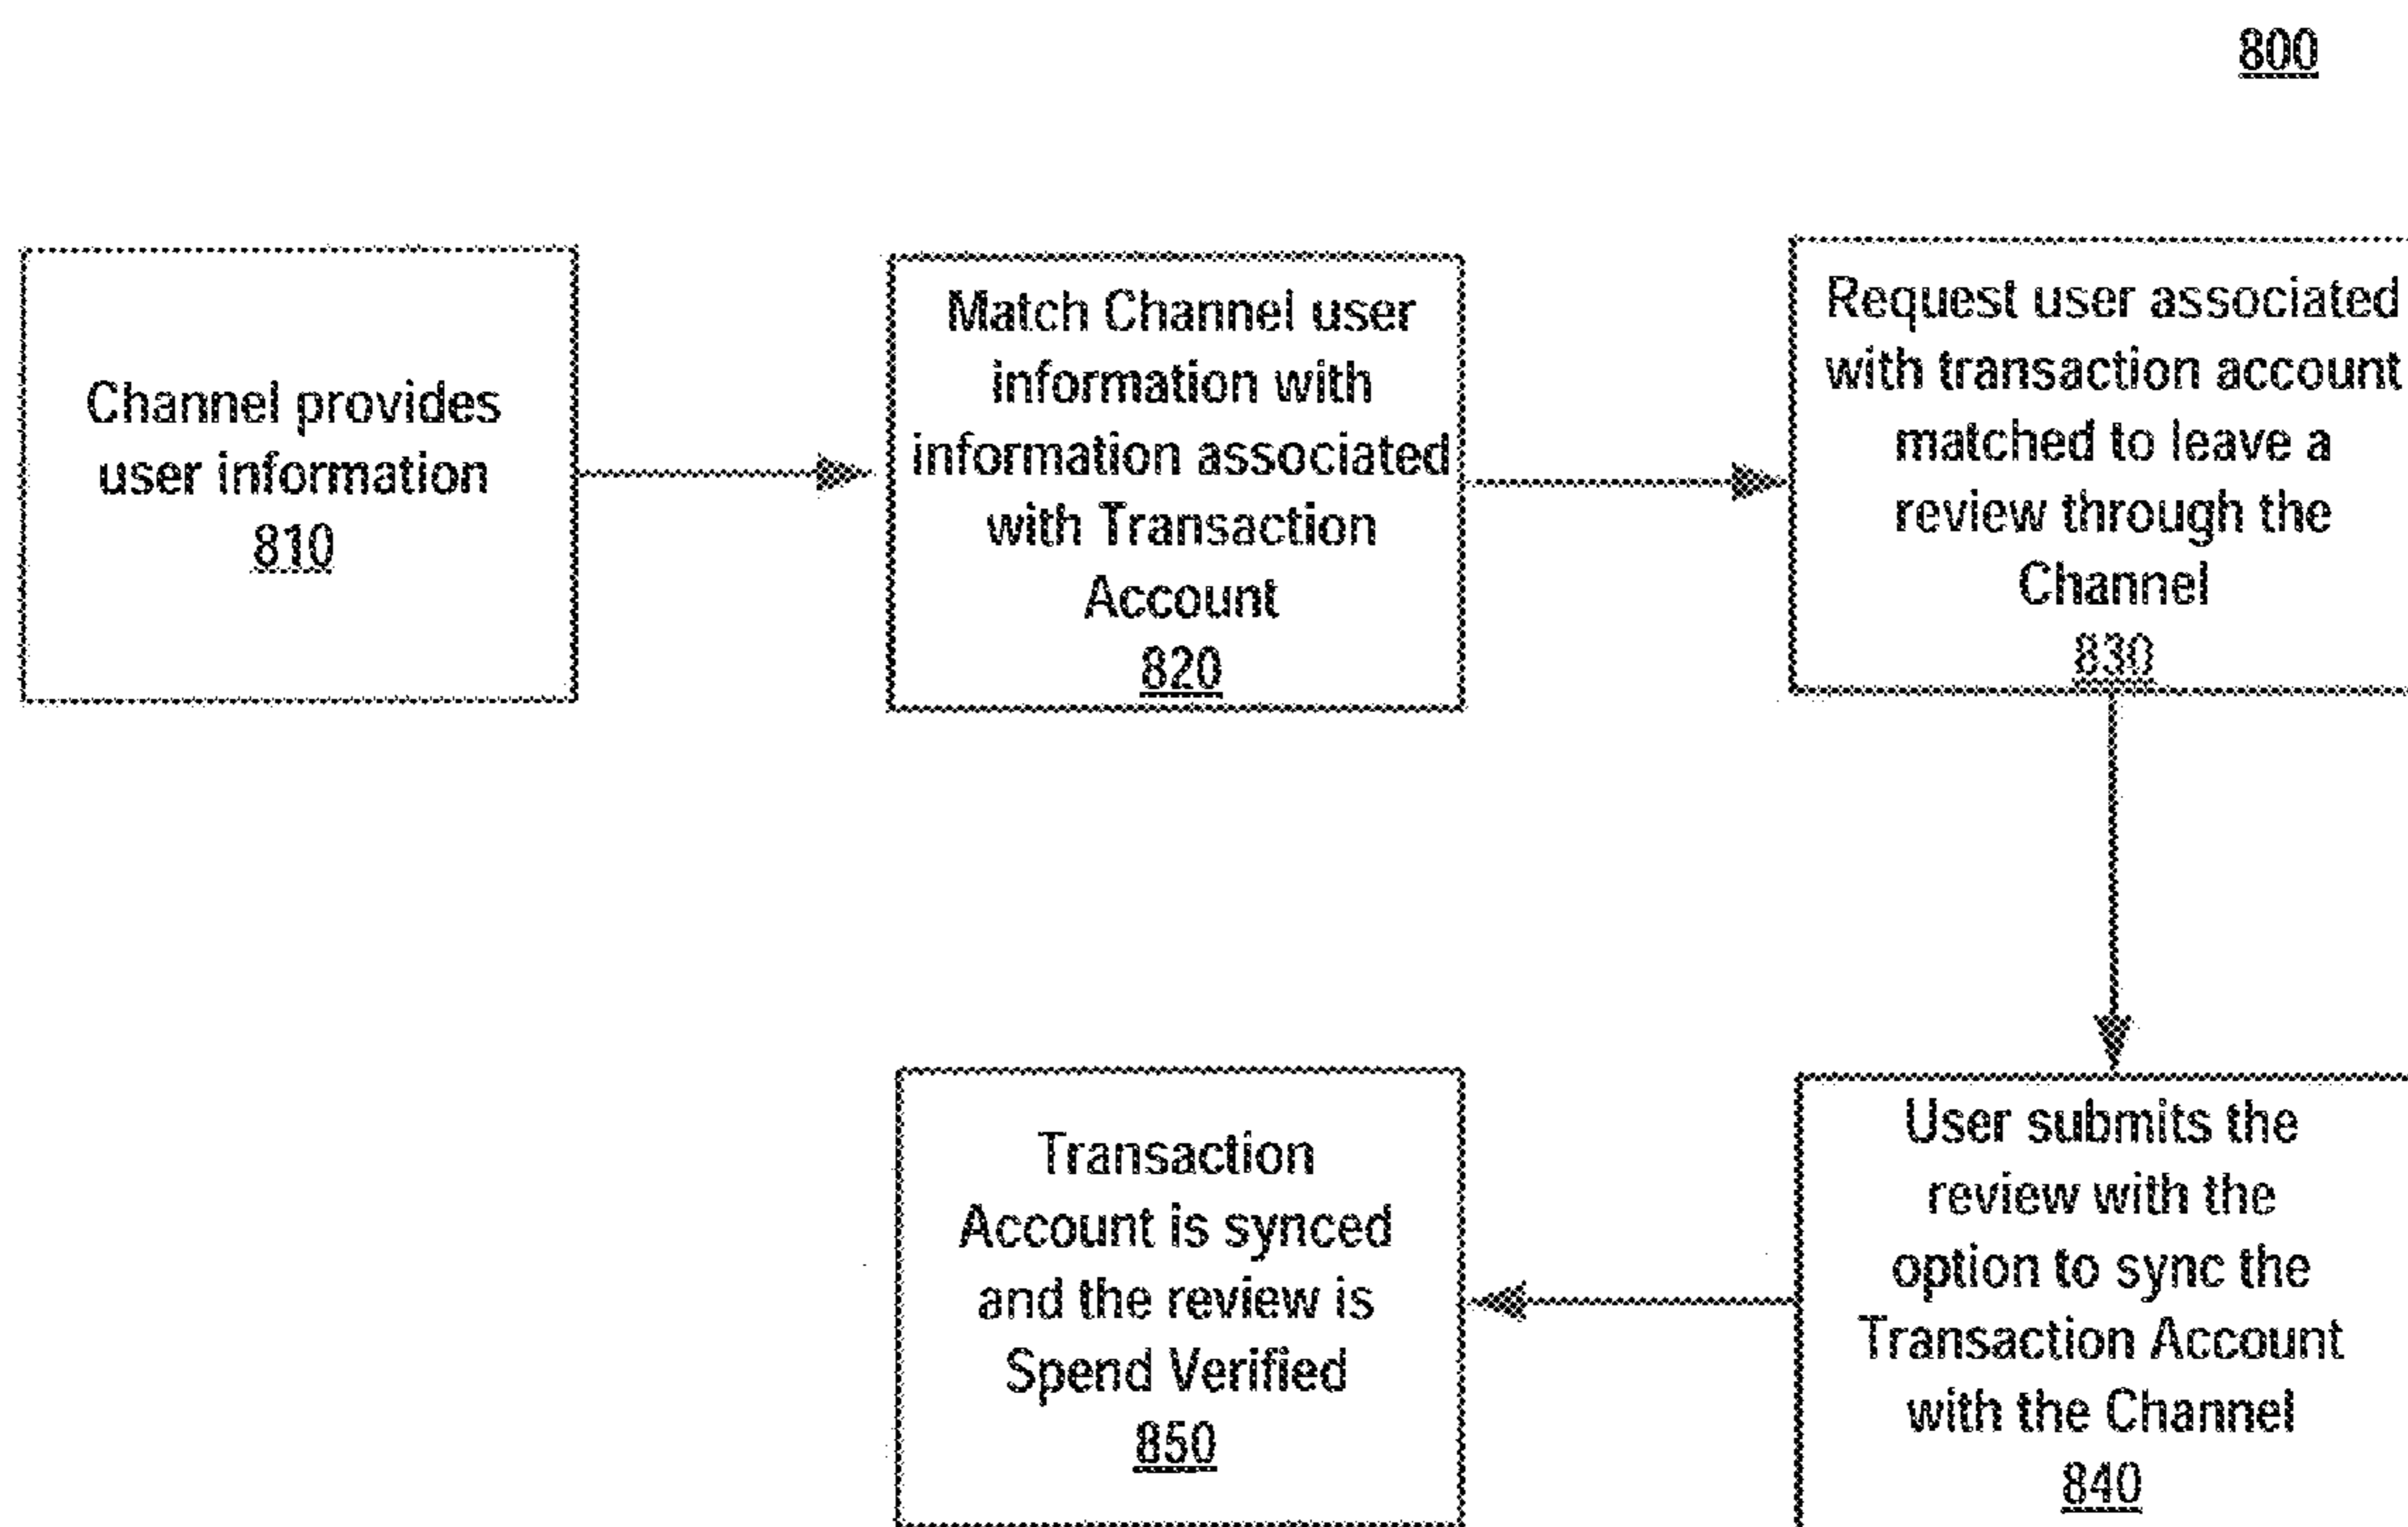 800
Channel provides
user information
810
Match Channel user
information with
information associated
with Transaction
Account
820
Request user associated
with transaction account
matched to leave a
review through the
Channel
830
User submits the
review with the
option to sync the
Transaction Account
with the Channel
840
Transaction
Account is synced
and the review is
Spend Verified
850